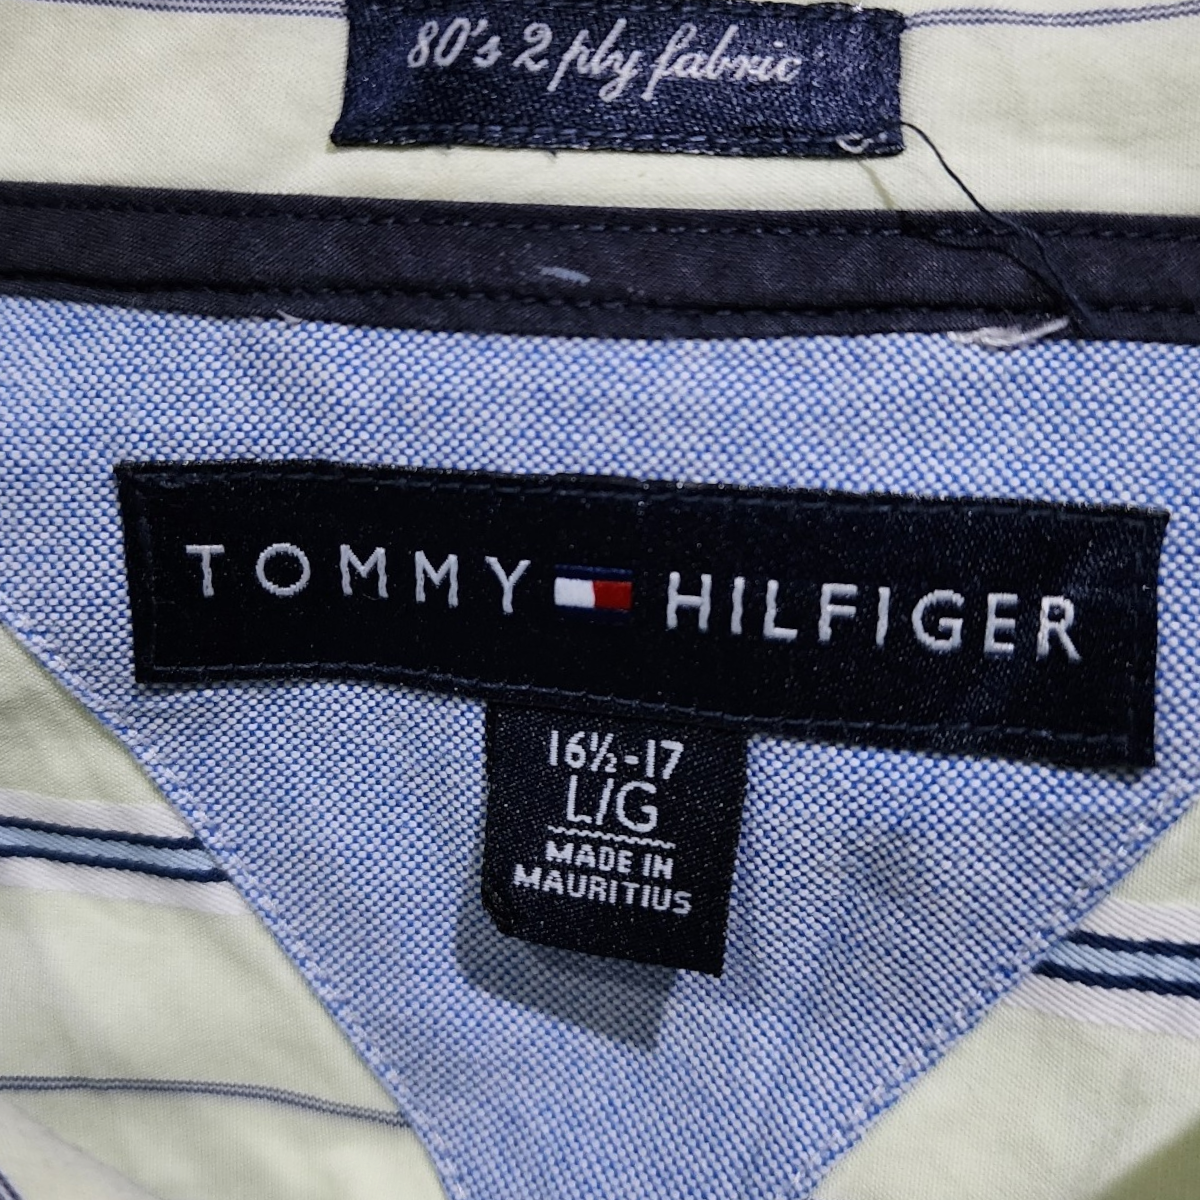 80's 2 ply fabric
TOMMY HILFIGER
16½-17
L/G
MADE IN
MAURITIUS